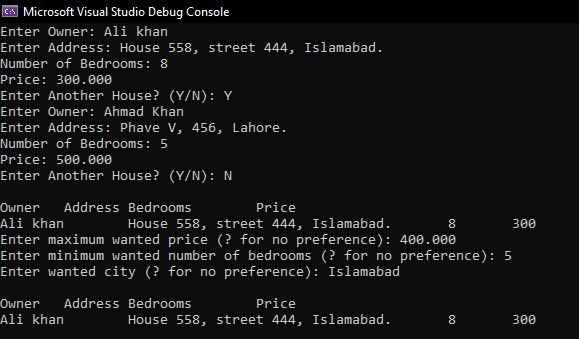 Microsoft Visual Studio Debug Console
Enter Owner: Ali khan
Enter Address: House 558, street 444, Islamabad.
Number of Bedrooms: 8
Price: 300.000
Enter Another House? (Y/N): Y
Enter Owner: Ahmad Khan
Enter Address: Phave V, 456, Lahore.
Number of Bedrooms: 5
Price: 500.000
Enter Another House? (Y/N): N
Owner Address Bedrooms Price
Ali khan House 558, street 444, Islamabad. 8 300
Enter maximum wanted price (? for no preference): 400.000
Enter minimum wanted number of bedrooms (? for no preference): 5
Enter wanted city (? for no preference): Islamabad
Owner Address Bedrooms Price
Ali khan House 558, street 444, Islamabad. 8 300